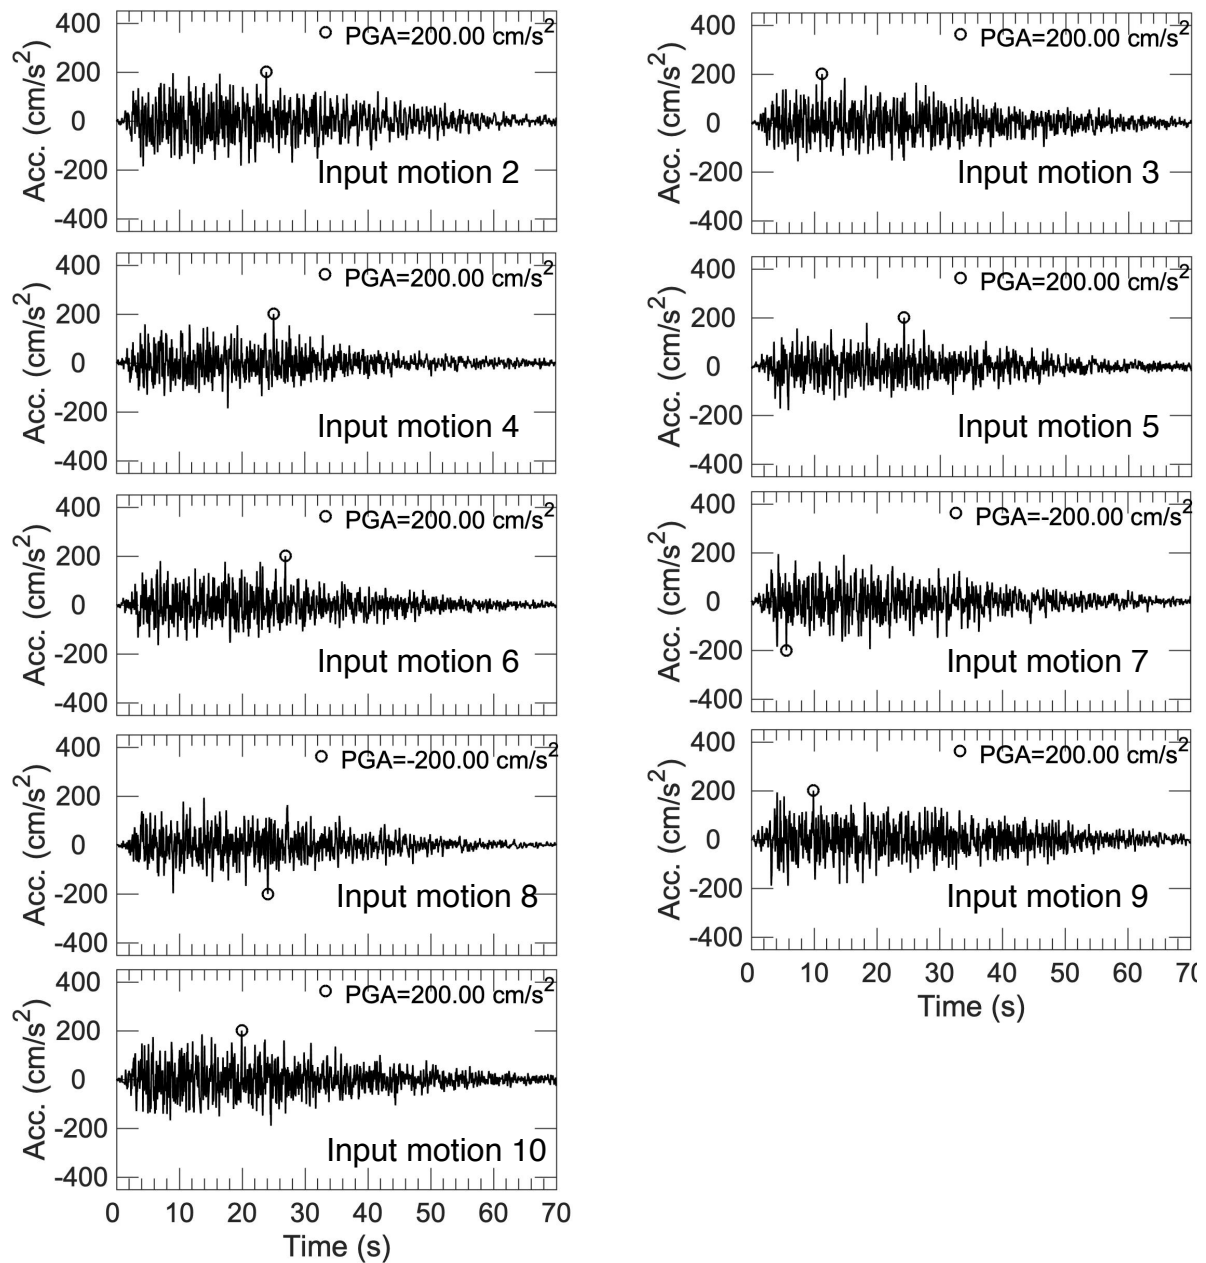 400
200
0
-200
-400
Acc. (cm/s²)
PGA=200.00 cm/s²
Input motion 2
400
200
0
-200
-400
Acc. (cm/s²)
PGA=200.00 cm/s²
Input motion 3
400
200
0
-200
-400
Acc. (cm/s²)
PGA=200.00 cm/s²
Input motion 4
400
200
0
-200
-400
Acc. (cm/s²)
PGA=200.00 cm/s²
Input motion 5
400
200
0
-200
-400
Acc. (cm/s²)
PGA=200.00 cm/s²
Input motion 6
400
200
0
-200
-400
Acc. (cm/s²)
PGA=-200.00 cm/s²
Input motion 7
400
200
0
-200
-400
Acc. (cm/s²)
PGA=-200.00 cm/s²
Input motion 8
400
200
0
-200
-400
Acc. (cm/s²)
PGA=200.00 cm/s²
Input motion 9
0 10 20 30 40 50 60 70
Time (s)
400
200
0
-200
-400
Acc. (cm/s²)
PGA=200.00 cm/s²
Input motion 10
0 10 20 30 40 50 60 70
Time (s)